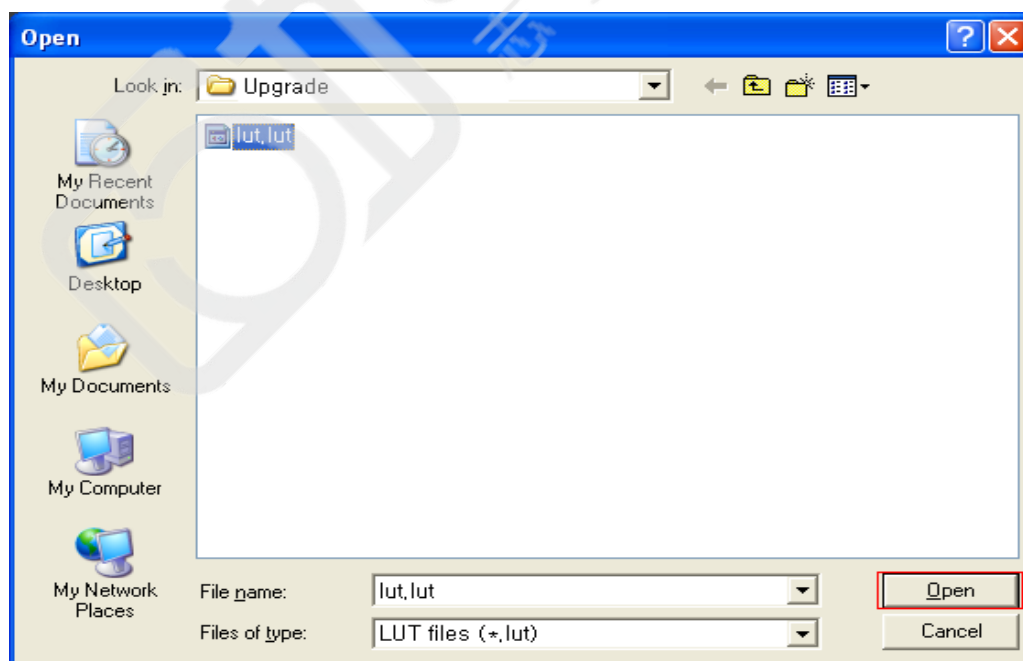 Open
Look in:
Upgrade
lut,lut
My Recent
Documents
Desktop
My Documents
My Computer
My Network
Places
File name:
lut,lut
Open
Files of type:
LUT files (*,lut)
Cancel